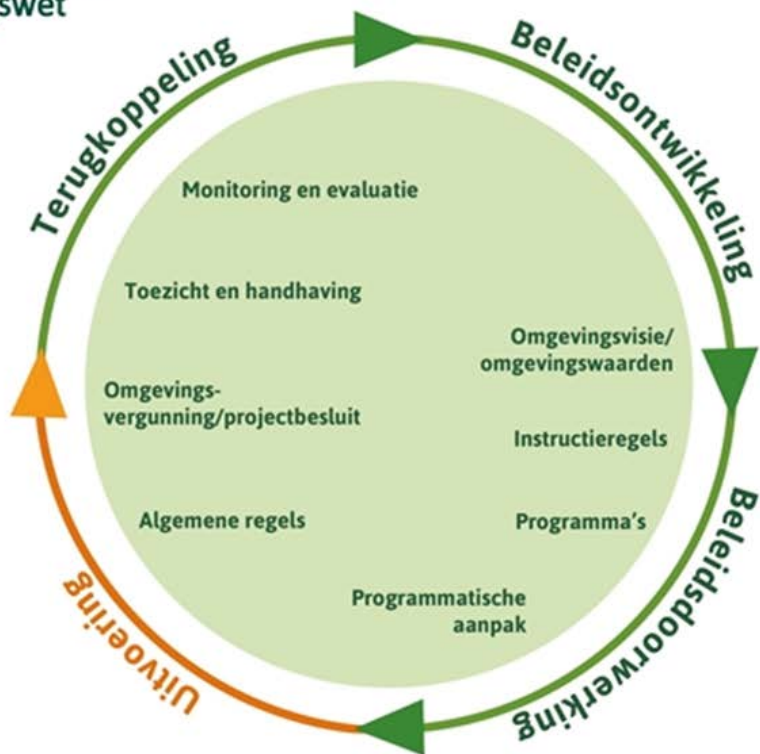 swet
Terugkoppeling
Beleidsontwikkeling
Monitoring en evaluatie
Toezicht en handhaving
Omgevingsvisie/
omgevingswaarden
Omgevings-
vergunning/projectbesluit
Instructieregels
Algemene regels
Programma's
Programmatische
aanpak
Beleidsdoorwerking
Uitvoering